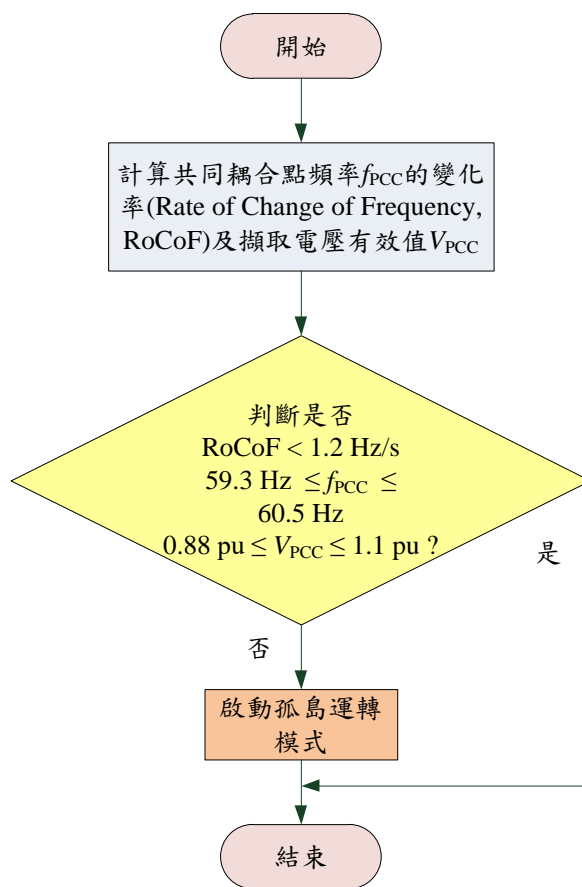 開始
計算共同耦合點頻率fPCC的變化
率(Rate of Change of Frequency,
RoCoF)及擷取電壓有效值VPCC
判斷是否
RoCoF < 1.2 Hz/s
59.3 Hz ≤ fPCC ≤
60.5 Hz
0.88 pu ≤ VPCC ≤ 1.1 pu ?
是
否
啟動孤島運轉
模式
結束